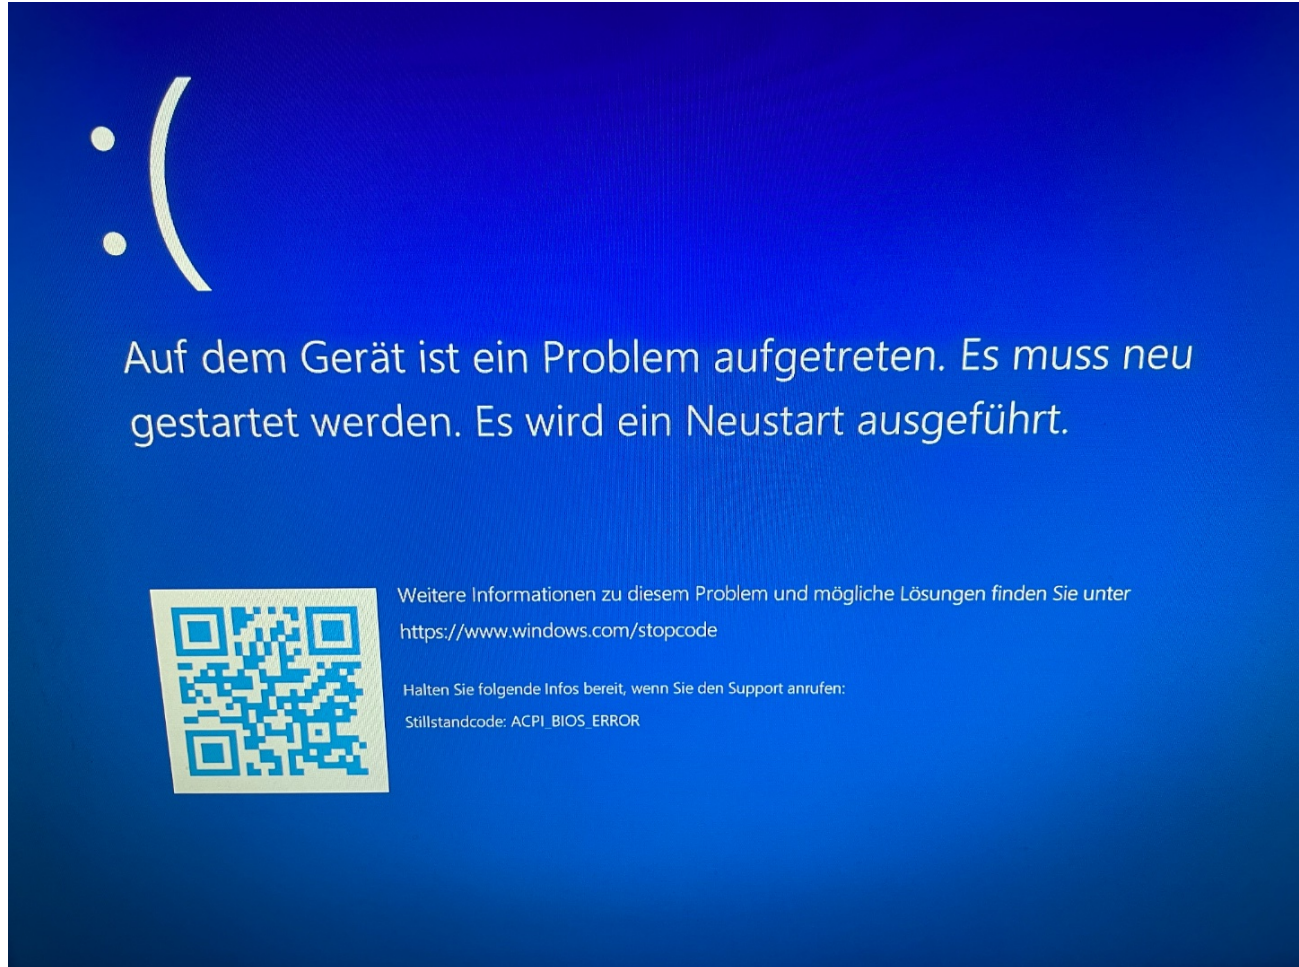 :(
Auf dem Gerät ist ein Problem aufgetreten. Es muss neu
gestartet werden. Es wird ein Neustart ausgeführt.
Weitere Informationen zu diesem Problem und mögliche Lösungen finden Sie unter
https://www.windows.com/stopcode
Halten Sie folgende Infos bereit, wenn Sie den Support anrufen:
Stillstandcode: ACPI_BIOS_ERROR